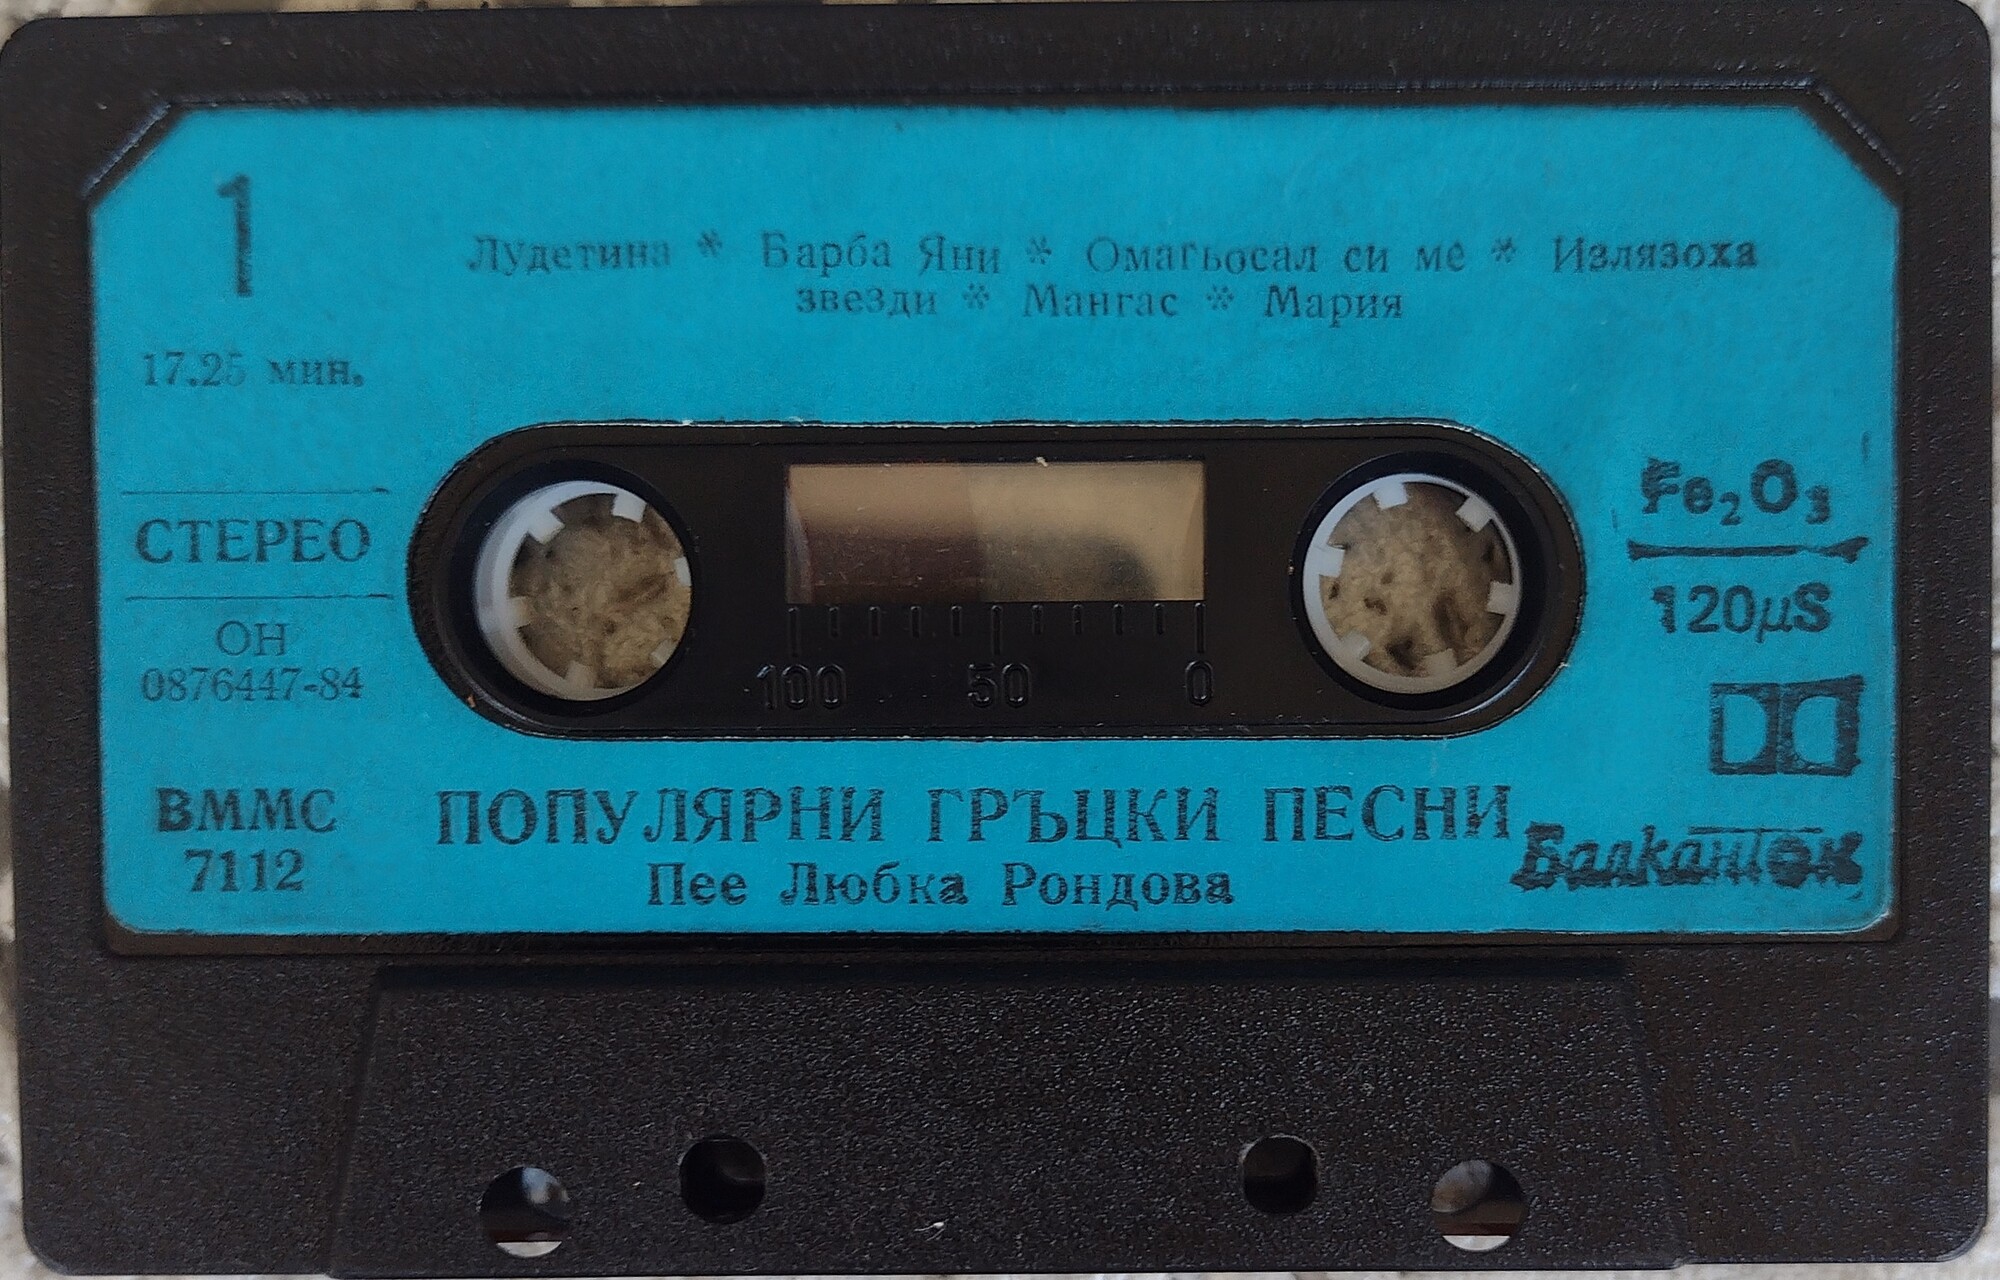 1
Лудетина * Барба Яни * Омагьосал си ме * Излязоха
звезди * Мангас * Мария
17.25 мин.
СТЕРЕО
ОН
0876447-84
100 50 0
Fe₂O₃
120μS
ВММС
7112
ПОПУЛЯРНИ ГРЪЦКИ ПЕСНИ
Пее Любка Рондова
Балкантон